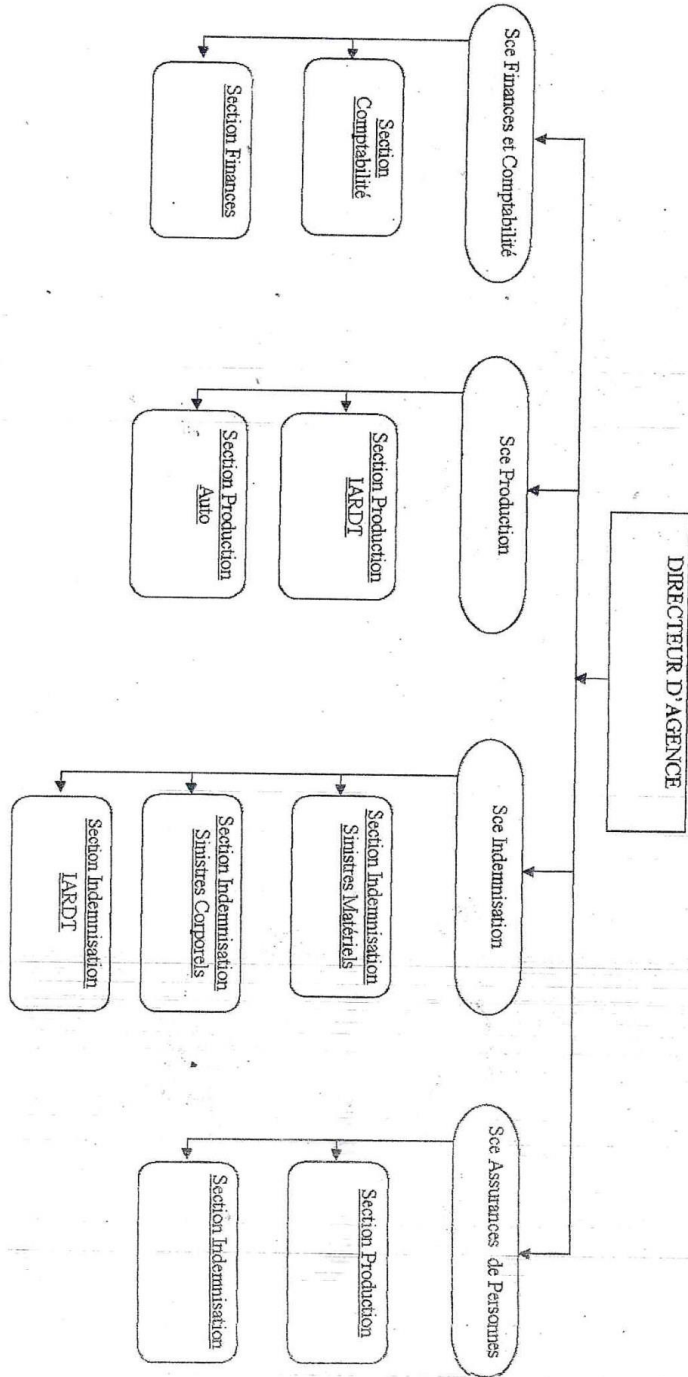 DIRECTEUR D'AGENCE
Sce Finances et Comptabilité
Sce Production
Sce Indemnisation
Sce Assurances de Personnes
Section
Comptabilité
Section Finances
Section Production
IARDT
Section Production
Auto
Section Indemnisation
Sinistres Matériels
Section Indemnisation
Sinistres Corporels
Section Indemnisation
IARDT
Section Production
Section Indemnisation